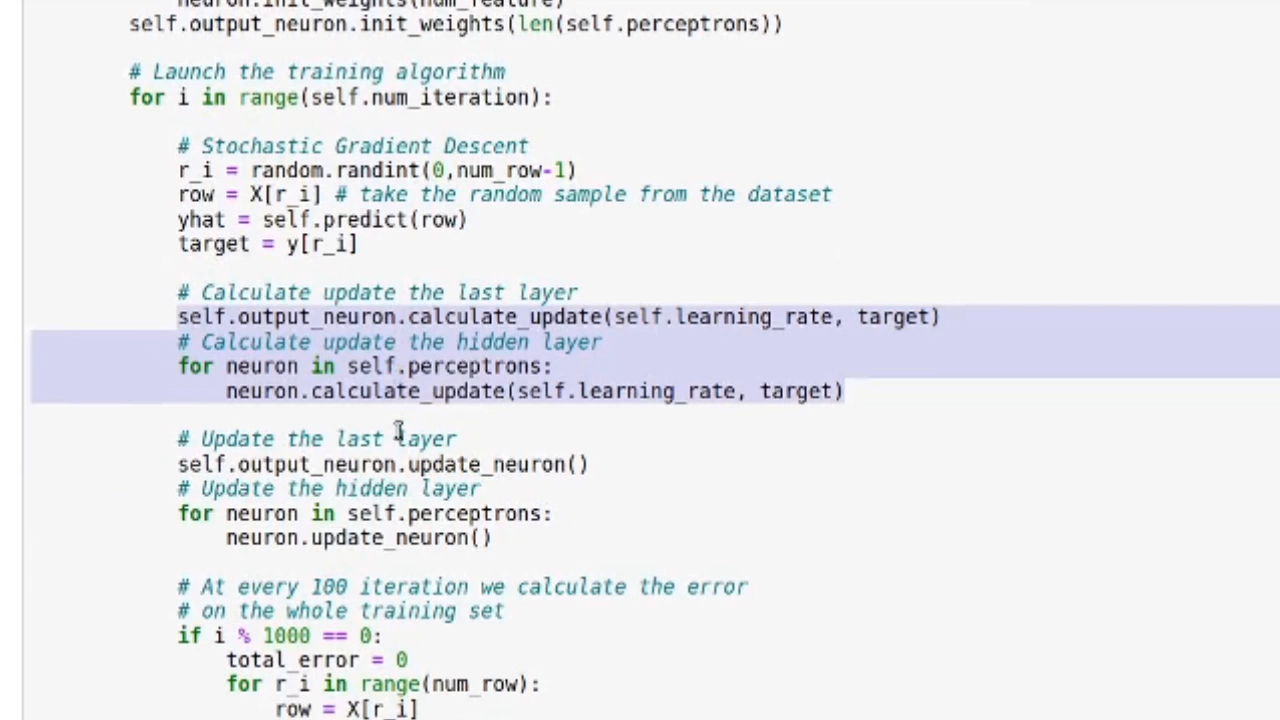 neuron.init_weights(num_feature)
self.output_neuron.init_weights(len(self.perceptrons))
# Launch the training algorithm
for i in range(self.num_iteration):
# Stochastic Gradient Descent
r_i = random.randint(0,num_row-1)
row = X[r_i] # take the random sample from the dataset
yhat = self.predict(row)
target = y[r_i]
# Calculate update the last layer
self.output_neuron.calculate_update(self.learning_rate, target)
# Calculate update the hidden layer
for neuron in self.perceptrons:
neuron.calculate_update(self.learning_rate, target)
# Update the last layer
self.output_neuron.update_neuron()
# Update the hidden layer
for neuron in self.perceptrons:
neuron.update_neuron()
# At every 100 iteration we calculate the error
# on the whole training set
if i % 1000 == 0:
total_error = 0
for r_i in range(num_row):
row = X[r_i]